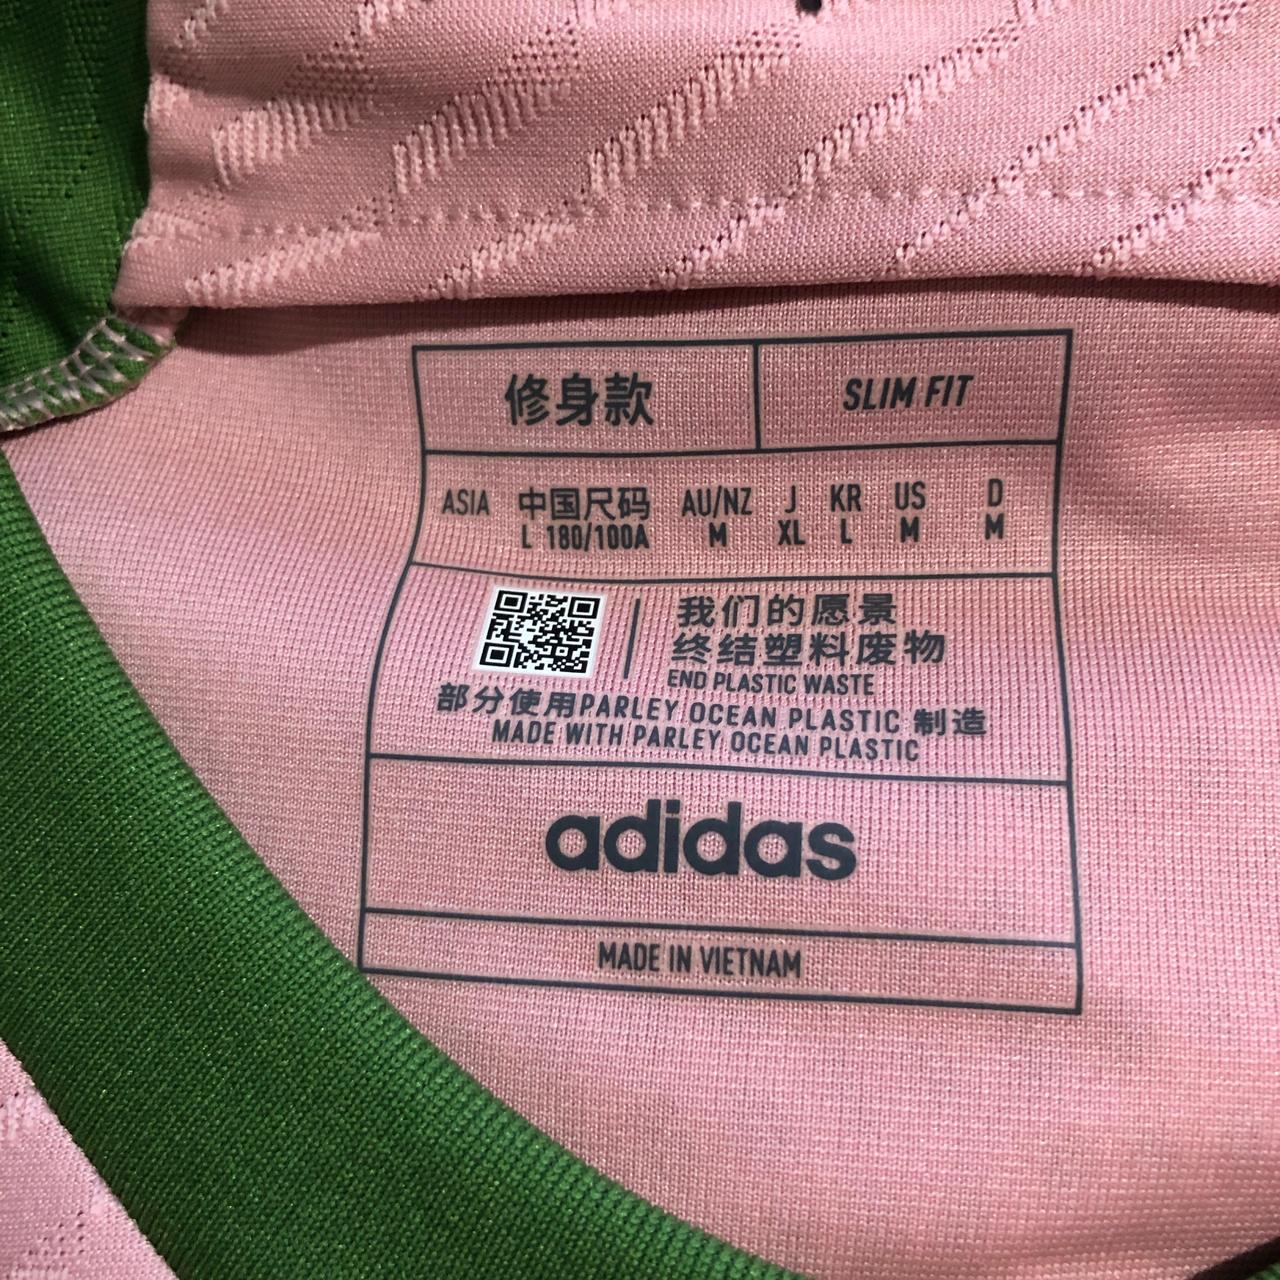 修身款 SLIM FIT
ASIA 中国尺码 AU/NZ J KR US D
L 180/100A M XL L M M
我们的愿景
终结塑料废物
END PLASTIC WASTE
部分使用PARLEY OCEAN PLASTIC 制造
MADE WITH PARLEY OCEAN PLASTIC
adidas
MADE IN VIETNAM